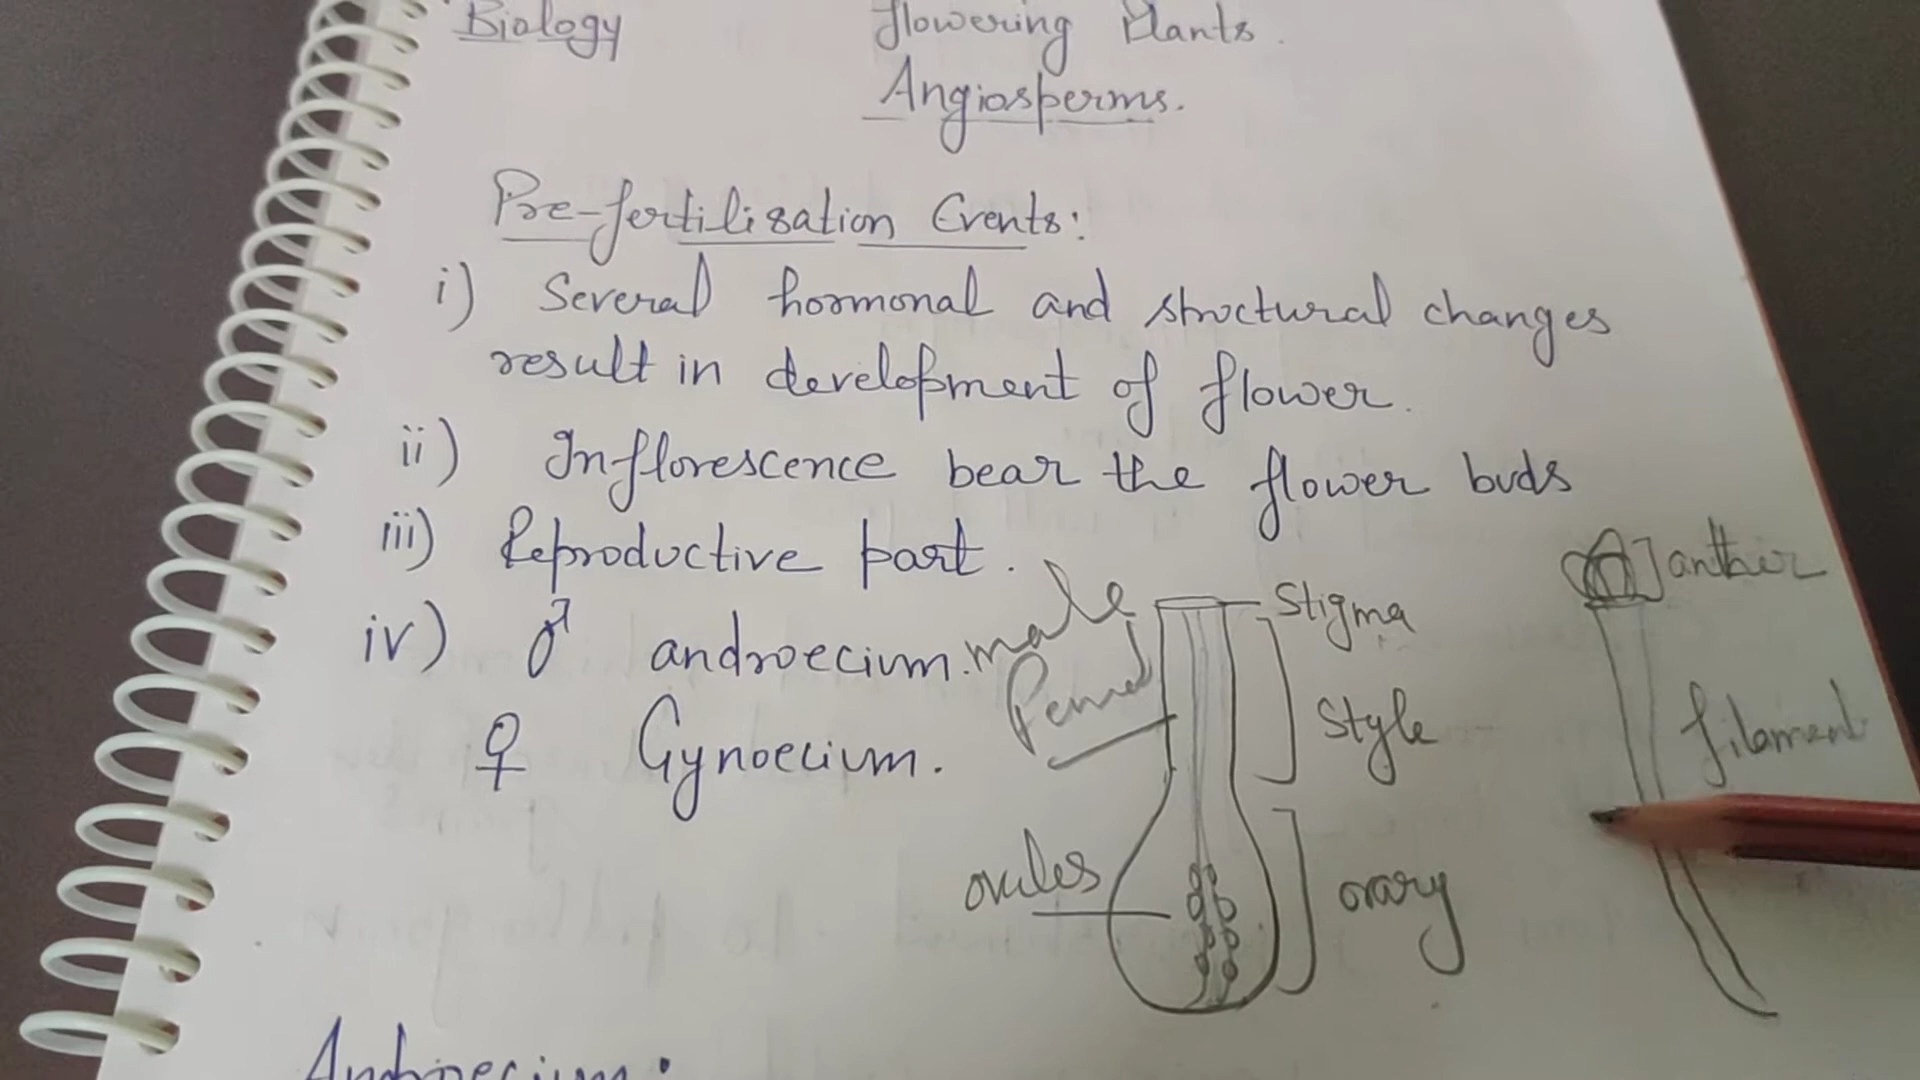 Biology
flowering Plants.
Angiosperms.
Pre-fertilisation Events:
i) Several hormonal and structural changes
result in development of flower.
ii) Inflorescence bear the flower buds
iii) Reproductive part.
iv) ♂ androecium. male
♀ Gynoecium.
Stigma
Style
ovules
ovary
anther
filament
Androecium: